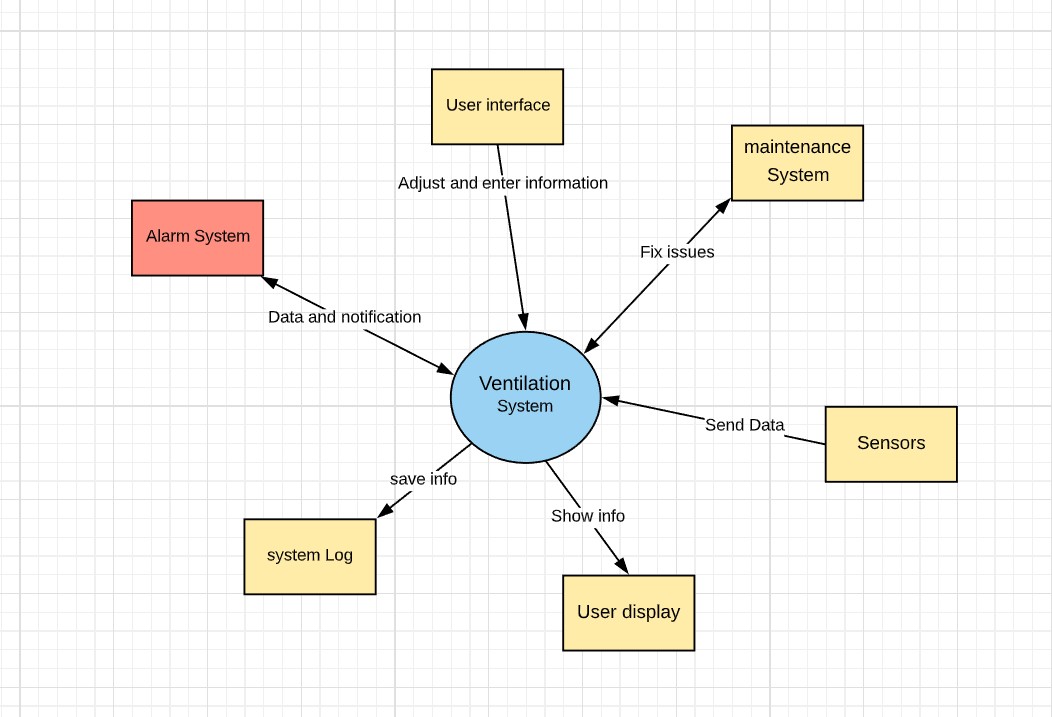 User interface
maintenance
System
Adjust and enter information
Alarm System
Fix issues
Data and notification
Ventilation
System
Send Data
Sensors
save info
Show info
system Log
User display